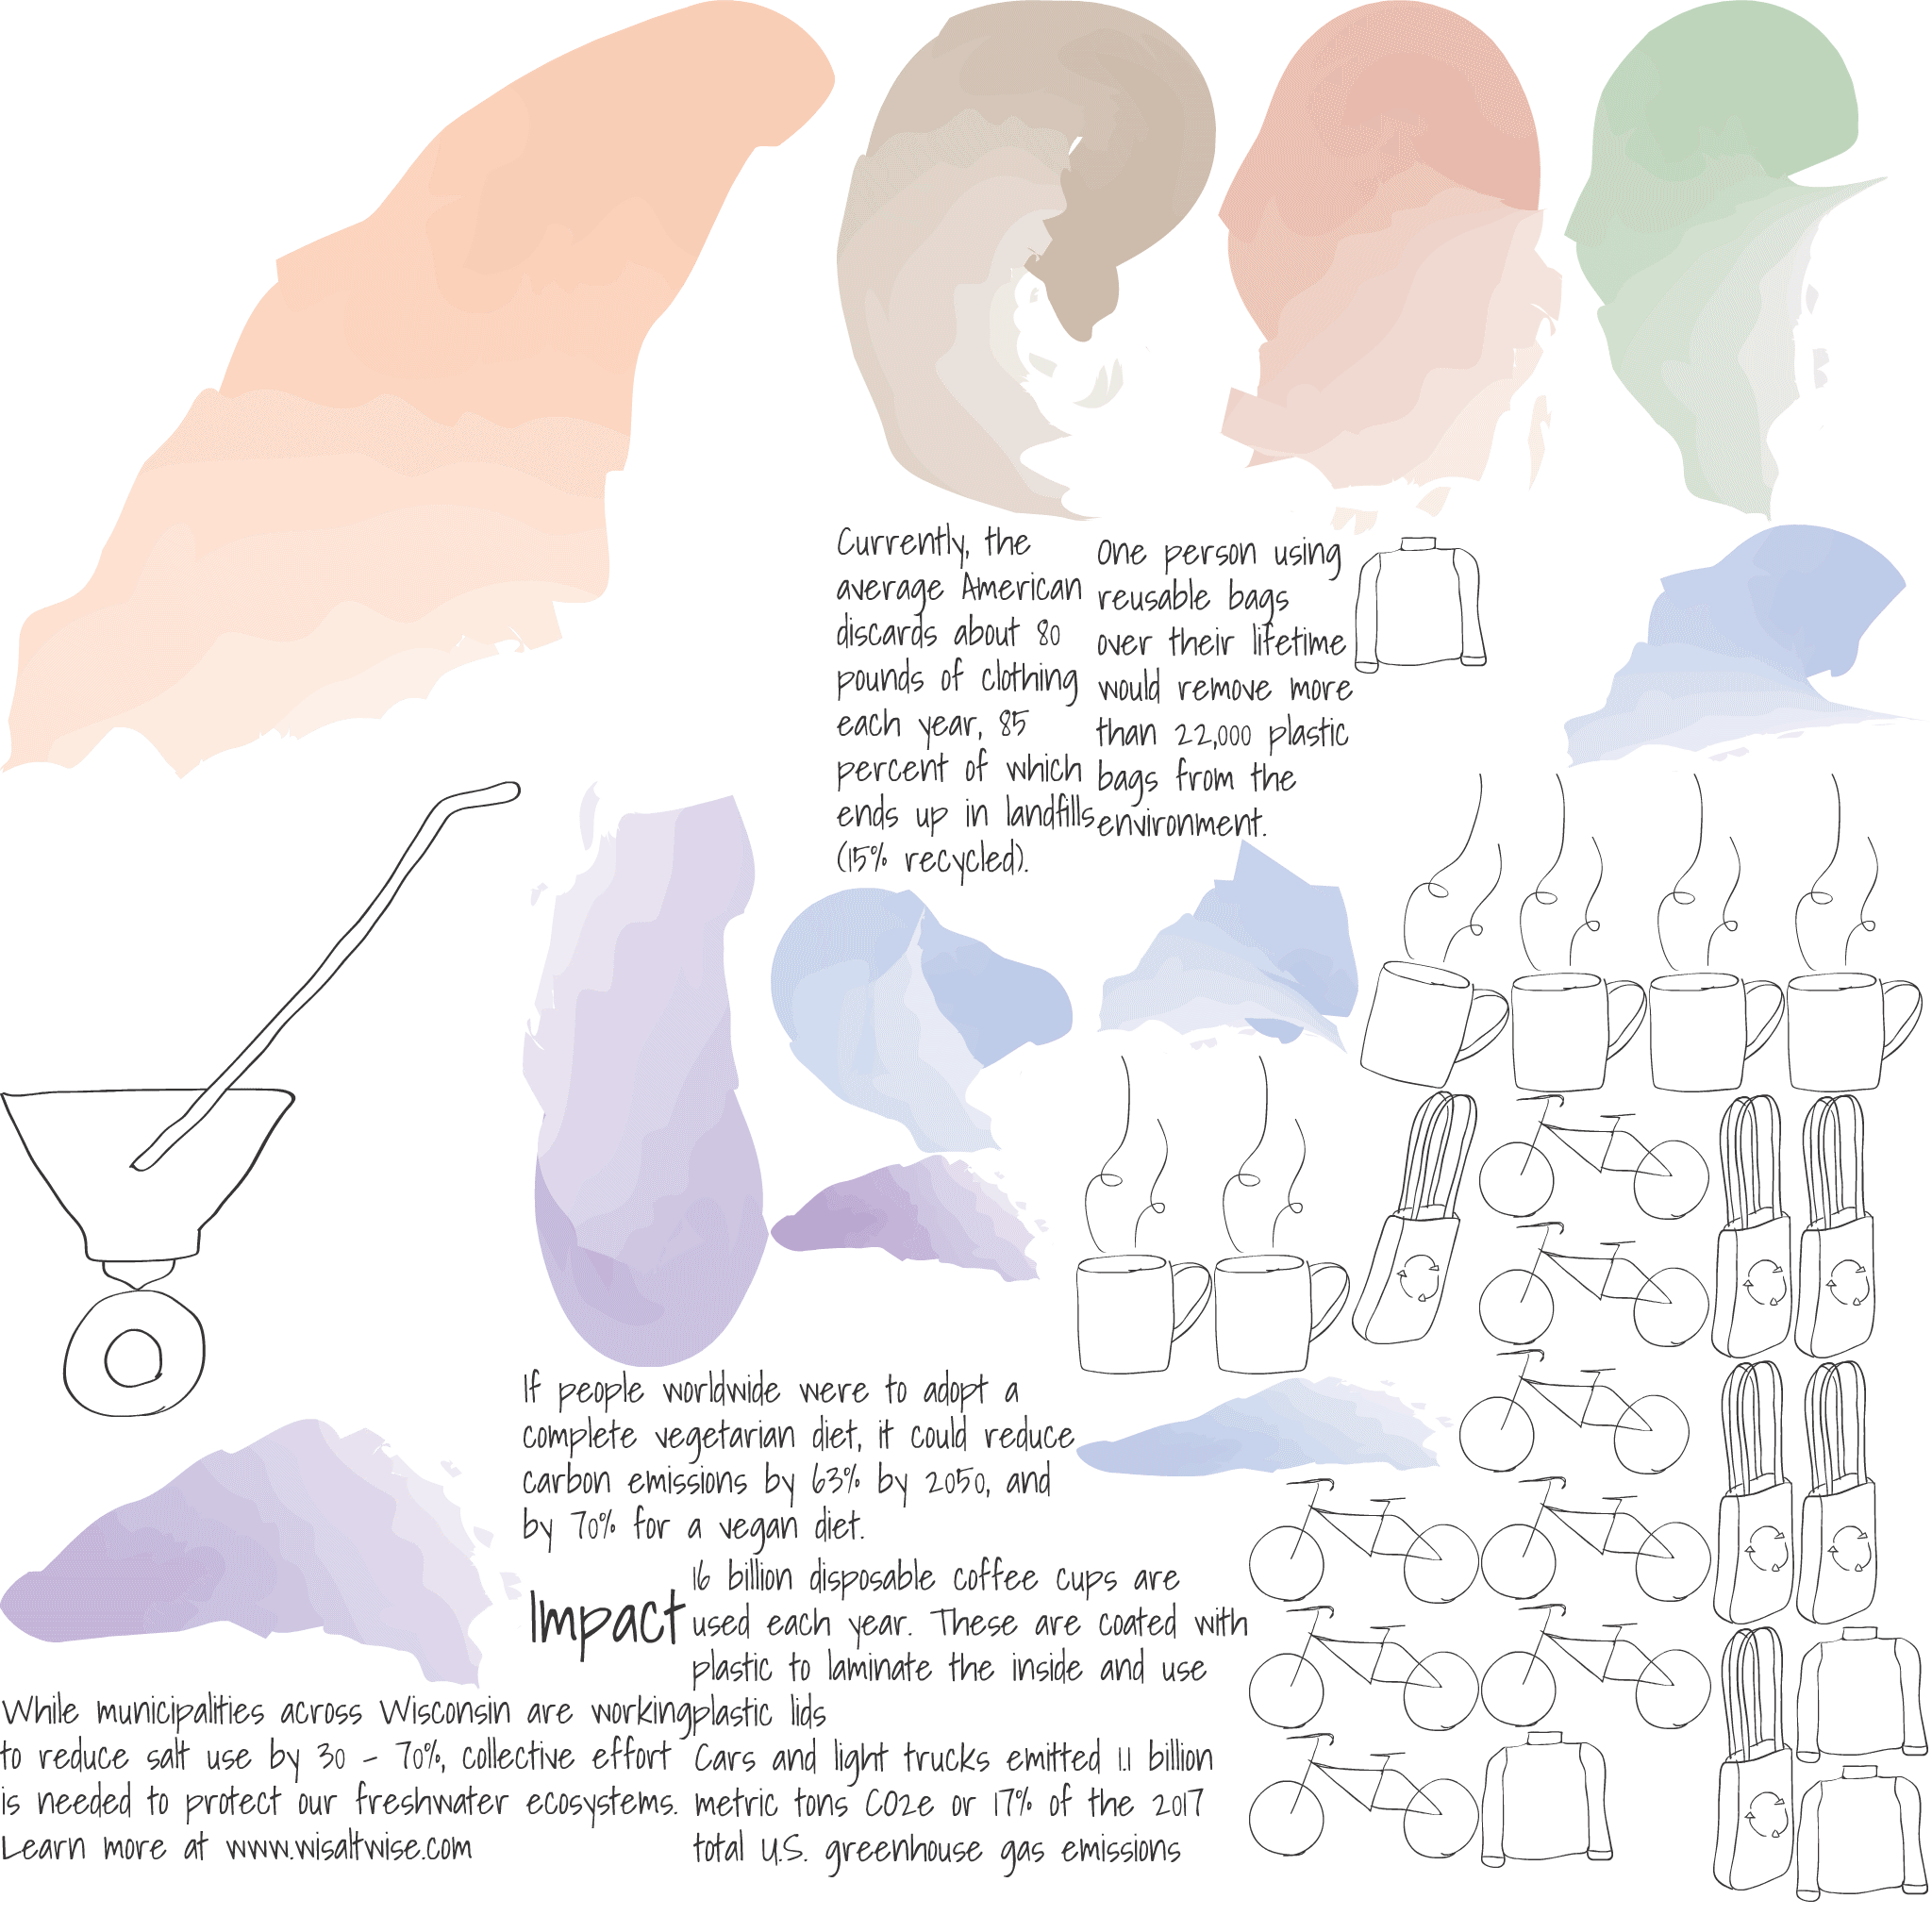 Currently, the
average American
discards about 80
pounds of clothing
each year, 85
percent of which
ends up in landfills
(15% recycled).
One person using
reusable bags
over their lifetime
would remove more
than 22,000 plastic
bags from the
environment.
If people worldwide were to adopt a
complete vegetarian diet, it could reduce
carbon emissions by 63% by 2050, and
by 70% for a vegan diet.
Impact
16 billion disposable coffee cups are
used each year. These are coated with
plastic to laminate the inside and use
plastic lids
While municipalities across Wisconsin are working
to reduce salt use by 30 - 70%, collective effort
is needed to protect our freshwater ecosystems.
Learn more at www.wisaltwise.com
Cars and light trucks emitted 1.1 billion
metric tons CO2e or 17% of the 2017
total U.S. greenhouse gas emissions